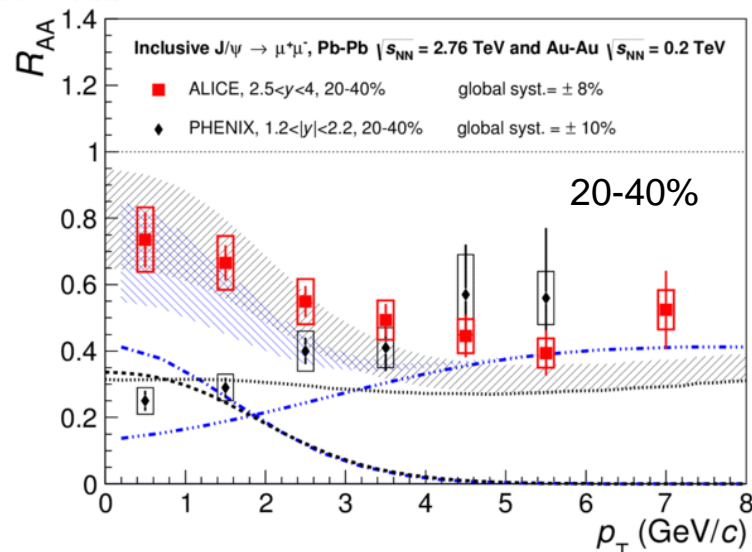 R_AA
Inclusive J/ψ → μ⁺μ⁻, Pb-Pb √s_NN = 2.76 TeV and Au-Au √s_NN = 0.2 TeV
ALICE, 2.5<y<4, 20-40% global syst.= ± 8%
PHENIX, 1.2<|y|<2.2, 20-40% global syst. = ± 10%
20-40%
1.4
1.2
1
0.8
0.6
0.4
0.2
0
0 1 2 3 4 5 6 7 8
p_T (GeV/c)